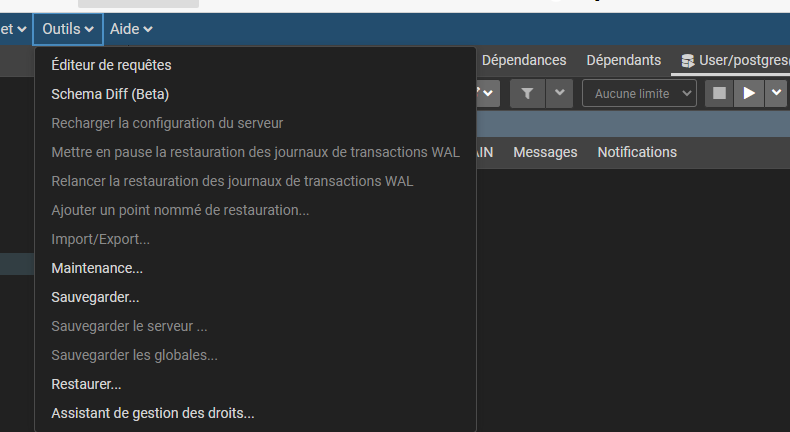 et Outils Aide
Éditeur de requêtes
Schema Diff (Beta)
Recharger la configuration du serveur
Mettre en pause la restauration des journaux de transactions WAL
Relancer la restauration des journaux de transactions WAL
Ajouter un point nommé de restauration...
Import/Export...
Maintenance...
Sauvegarder...
Sauvegarder le serveur ...
Sauvegarder les globales...
Restaurer...
Assistant de gestion des droits...
Dépendances Dépendants User/postgres
Aucune limite
AIN Messages Notifications